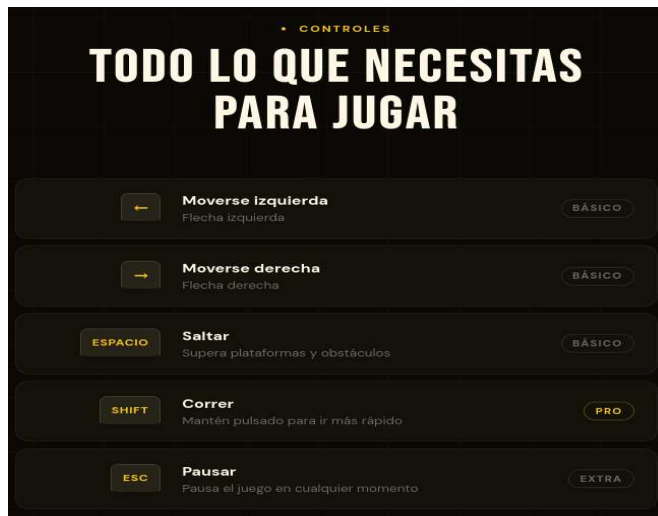 • CONTROLES
TODO LO QUE NECESITAS
PARA JUGAR
← Moverse izquierda BÁSICO
Flecha izquierda
→ Moverse derecha BÁSICO
Flecha derecha
ESPACIO Saltar BÁSICO
Supera plataformas y obstáculos
SHIFT Correr PRO
Mantén pulsado para ir más rápido
ESC Pausar EXTRA
Pausa el juego en cualquier momento